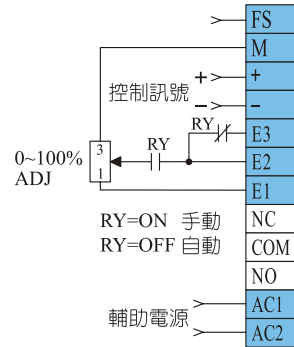 FS
M
+ +
控制訊號
− −
RY E3
3
RY
E2
0~100%
ADJ
1
E1
RY=ON 手動
NC
RY=OFF 自動
COM
NO
輔助電源
AC1
AC2